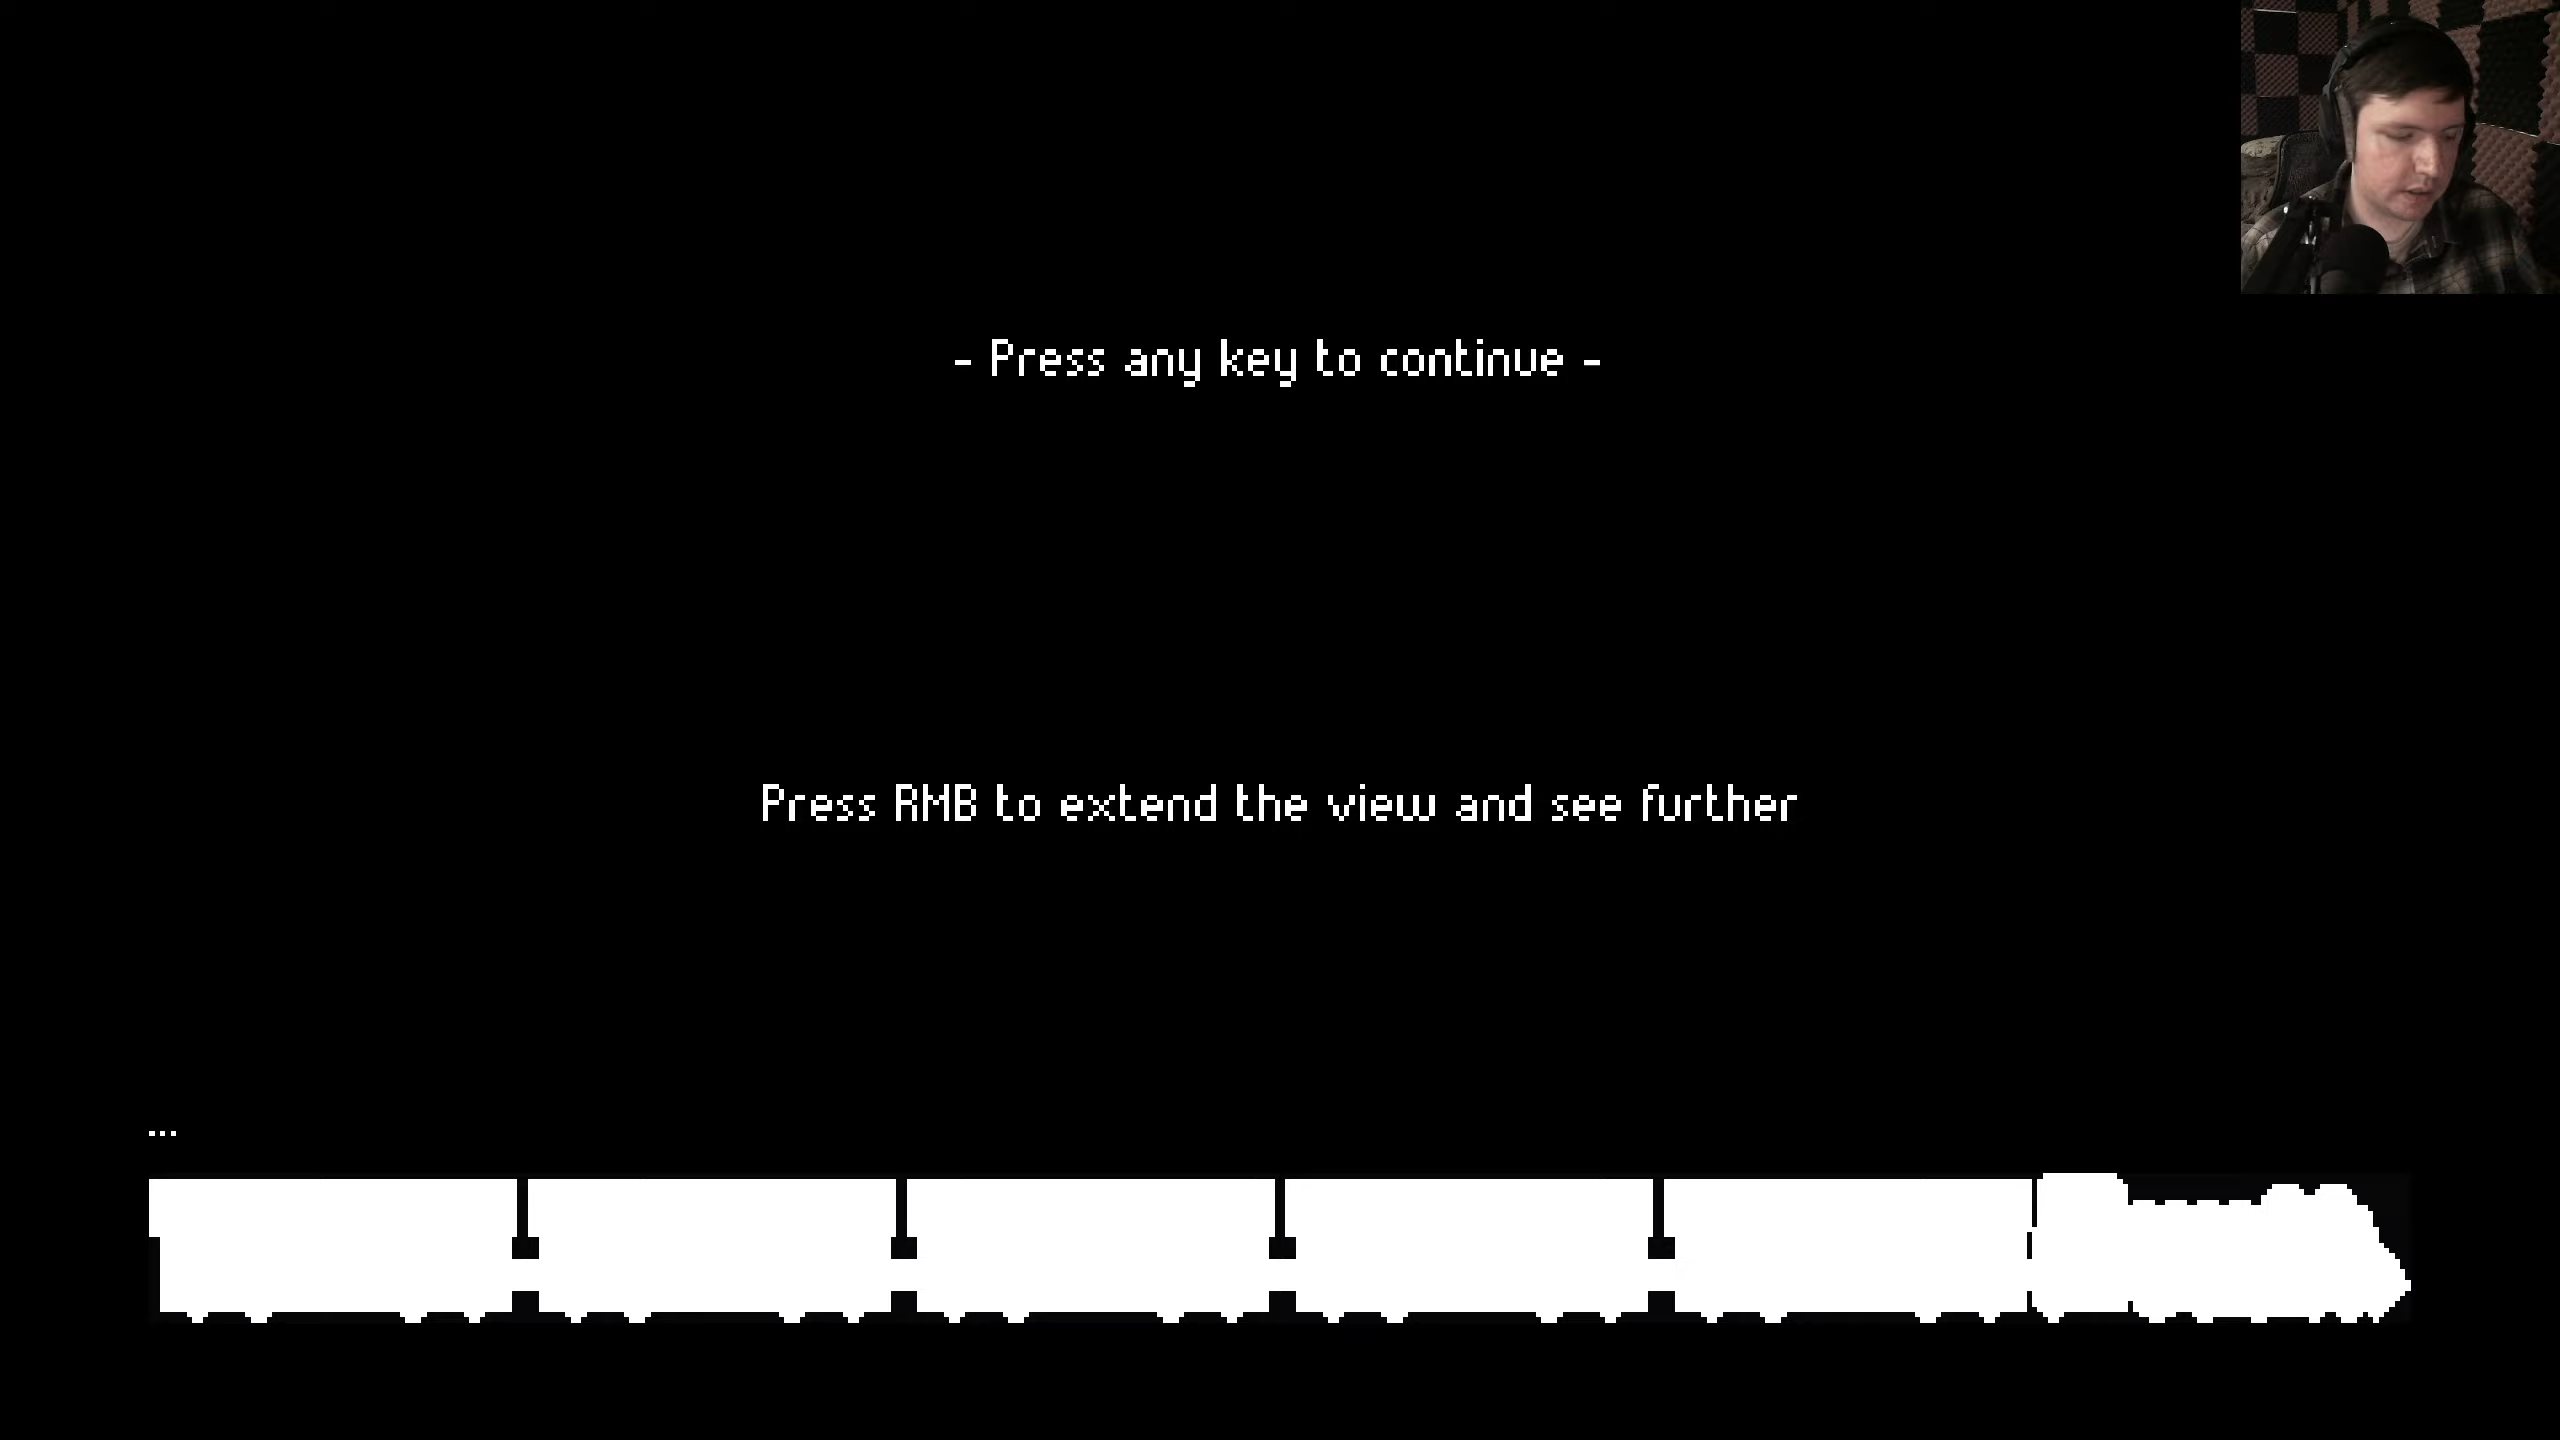 - Press any key to continue -
Press RMB to extend the view and see further
...